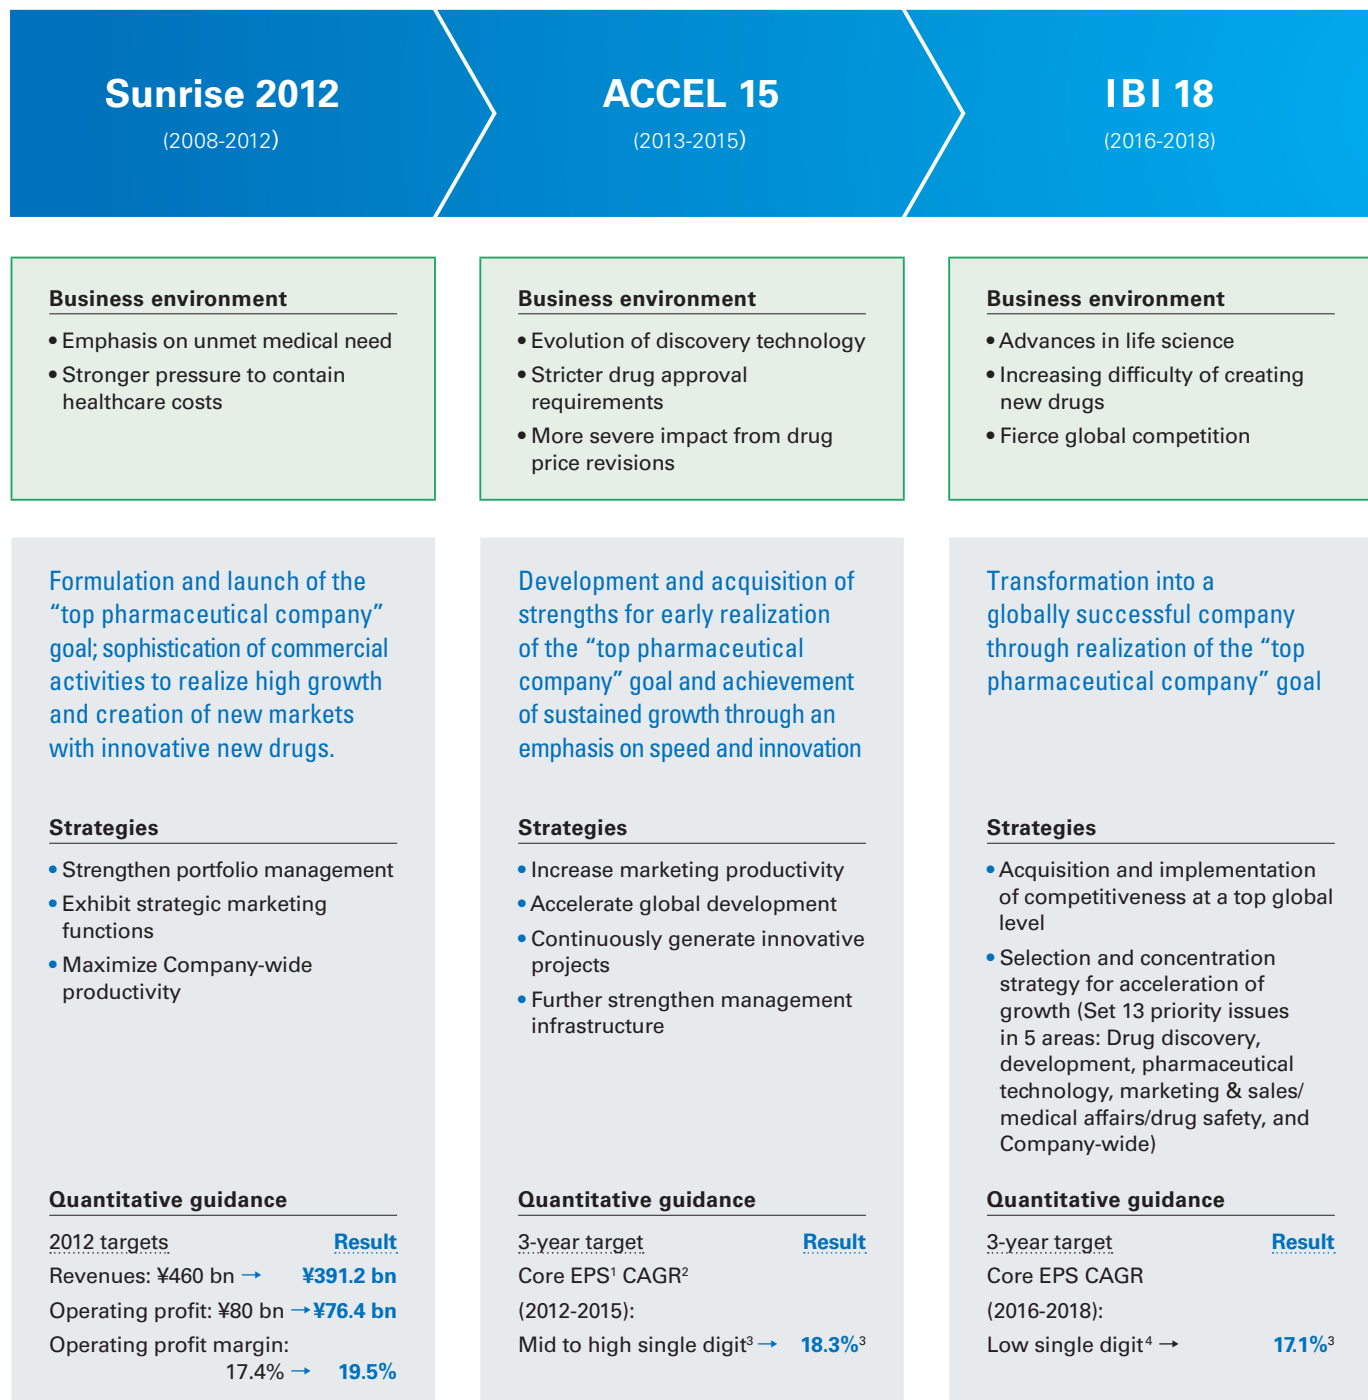 Sunrise 2012
(2008-2012)
ACCEL 15
(2013-2015)
IBI 18
(2016-2018)
Business environment
• Emphasis on unmet medical need
• Stronger pressure to contain
healthcare costs
Business environment
• Evolution of discovery technology
• Stricter drug approval
requirements
• More severe impact from drug
price revisions
Business environment
• Advances in life science
• Increasing difficulty of creating
new drugs
• Fierce global competition
Formulation and launch of the
“top pharmaceutical company”
goal; sophistication of commercial
activities to realize high growth
and creation of new markets
with innovative new drugs.
Strategies
• Strengthen portfolio management
• Exhibit strategic marketing
functions
• Maximize Company-wide
productivity
Quantitative guidance
2012 targets Result
Revenues: ¥460 bn → ¥391.2 bn
Operating profit: ¥80 bn → ¥76.4 bn
Operating profit margin:
17.4% → 19.5%
Development and acquisition of
strengths for early realization
of the “top pharmaceutical
company” goal and achievement
of sustained growth through an
emphasis on speed and innovation
Strategies
• Increase marketing productivity
• Accelerate global development
• Continuously generate innovative
projects
• Further strengthen management
infrastructure
Quantitative guidance
3-year target Result
Core EPS¹ CAGR²
(2012-2015):
Mid to high single digit³ → 18.3%³
Transformation into a
globally successful company
through realization of the “top
pharmaceutical company” goal
Strategies
• Acquisition and implementation
of competitiveness at a top global
level
• Selection and concentration
strategy for acceleration of
growth (Set 13 priority issues
in 5 areas: Drug discovery,
development, pharmaceutical
technology, marketing & sales/
medical affairs/drug safety, and
Company-wide)
Quantitative guidance
3-year target Result
Core EPS CAGR
(2016-2018):
Low single digit⁴ → 17.1%³